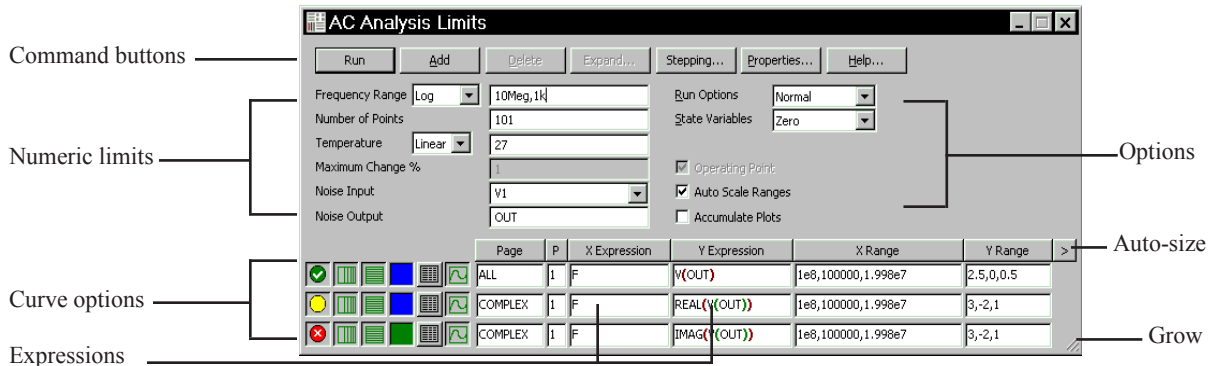 AC Analysis Limits
Command buttons
Run Add Delete Expand... Stepping... Properties... Help...
Frequency Range Log 10Meg,1k Run Options Normal
Number of Points 101 State Variables Zero
Temperature Linear 27
Numeric limits
Options
Maximum Change % 1 Operating Point
Noise Input V1 Auto Scale Ranges
Noise Output OUT Accumulate Plots
Page P X Expression Y Expression X Range Y Range >
Auto-size
ALL 1 F V(OUT) 1e8,100000,1.998e7 2.5,0,0.5
Curve options
COMPLEX 1 F REAL(V(OUT)) 1e8,100000,1.998e7 3,-2,1
COMPLEX 1 F IMAG(V(OUT)) 1e8,100000,1.998e7 3,-2,1
Grow
Expressions